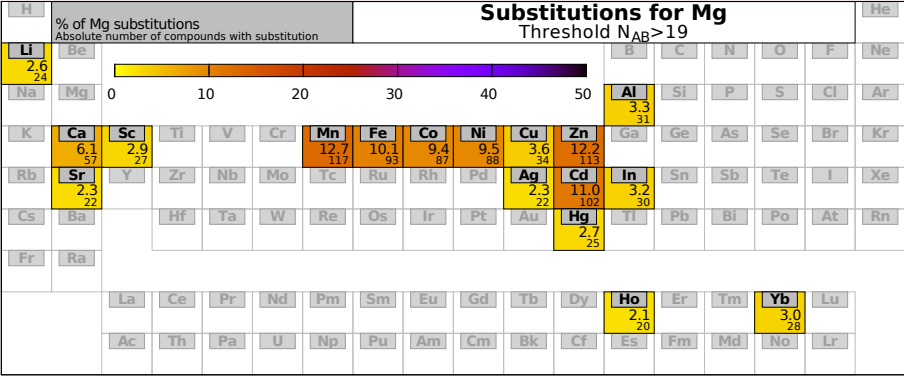 H % of Mg substitutions Substitutions for Mg He
Absolute number of compounds with substitution Threshold N_AB>19
Li Be B C N O F Ne
2.6
24
0 10 20 30 40 50
Na Mg Al Si P S Cl Ar
3.3
31
K Ca Sc Ti V Cr Mn Fe Co Ni Cu Zn Ga Ge As Se Br Kr
6.1 2.9 12.7 10.1 9.4 9.5 3.6 12.2
57 27 117 93 87 88 34 113
Rb Sr Y Zr Nb Mo Tc Ru Rh Pd Ag Cd In Sn Sb Te I Xe
2.3 2.3 11.0 3.2
22 22 102 30
Cs Ba Hf Ta W Re Os Ir Pt Au Hg Tl Pb Bi Po At Rn
2.7
25
Fr Ra
La Ce Pr Nd Pm Sm Eu Gd Tb Dy Ho Er Tm Yb Lu
2.1 3.0
20 28
Ac Th Pa U Np Pu Am Cm Bk Cf Es Fm Md No Lr